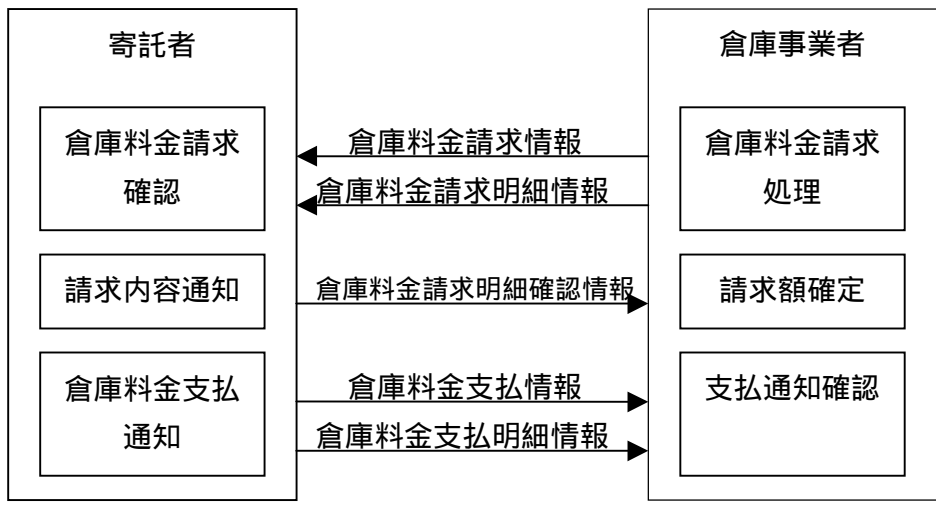 寄託者
倉庫事業者
倉庫料金請求
確認
倉庫料金請求情報
倉庫料金請求明細情報
倉庫料金請求
処理
請求内容通知
倉庫料金請求明細確認情報
請求額確定
倉庫料金支払
通知
倉庫料金支払情報
倉庫料金支払明細情報
支払通知確認